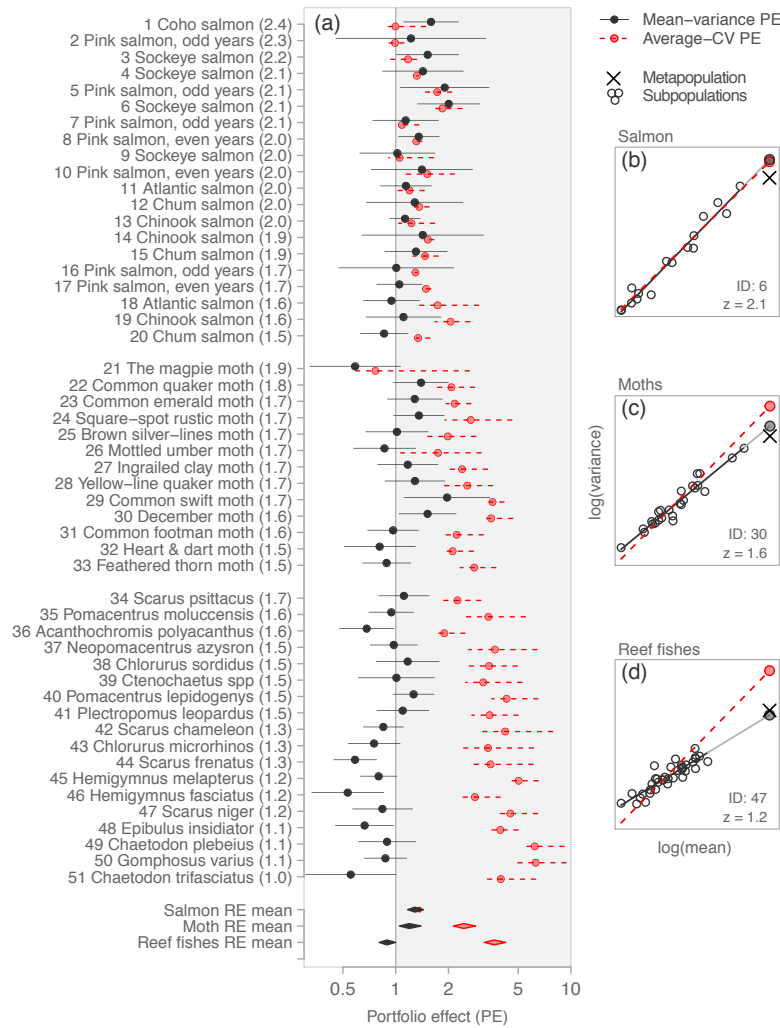 (a)
1 Coho salmon (2.4)
2 Pink salmon, odd years (2.3)
3 Sockeye salmon (2.2)
4 Sockeye salmon (2.1)
5 Pink salmon, odd years (2.1)
6 Sockeye salmon (2.1)
7 Pink salmon, odd years (2.1)
8 Pink salmon, even years (2.0)
9 Sockeye salmon (2.0)
10 Pink salmon, even years (2.0)
11 Atlantic salmon (2.0)
12 Chum salmon (2.0)
13 Chinook salmon (2.0)
14 Chinook salmon (1.9)
15 Chum salmon (1.9)
16 Pink salmon, odd years (1.7)
17 Pink salmon, even years (1.7)
18 Atlantic salmon (1.6)
19 Chinook salmon (1.6)
20 Chum salmon (1.5)
21 The magpie moth (1.9)
22 Common quaker moth (1.8)
23 Common emerald moth (1.7)
24 Square−spot rustic moth (1.7)
25 Brown silver−lines moth (1.7)
26 Mottled umber moth (1.7)
27 Ingrailed clay moth (1.7)
28 Yellow−line quaker moth (1.7)
29 Common swift moth (1.7)
30 December moth (1.6)
31 Common footman moth (1.6)
32 Heart & dart moth (1.5)
33 Feathered thorn moth (1.5)
34 Scarus psittacus (1.7)
35 Pomacentrus moluccensis (1.6)
36 Acanthochromis polyacanthus (1.6)
37 Neopomacentrus azysron (1.5)
38 Chlorurus sordidus (1.5)
39 Ctenochaetus spp (1.5)
40 Pomacentrus lepidogenys (1.5)
41 Plectropomus leopardus (1.5)
42 Scarus chameleon (1.3)
43 Chlorurus microrhinos (1.3)
44 Scarus frenatus (1.3)
45 Hemigymnus melapterus (1.2)
46 Hemigymnus fasciatus (1.2)
47 Scarus niger (1.2)
48 Epibulus insidiator (1.1)
49 Chaetodon plebeius (1.1)
50 Gomphosus varius (1.1)
51 Chaetodon trifasciatus (1.0)
Salmon RE mean
Moth RE mean
Reef fishes RE mean
0.5 1 2 5 10
Portfolio effect (PE)
Mean−variance PE
Average−CV PE
Metapopulation
Subpopulations
Salmon
(b)
ID: 6
z = 2.1
Moths
(c)
ID: 30
z = 1.6
log(variance)
Reef fishes
(d)
ID: 47
z = 1.2
log(mean)